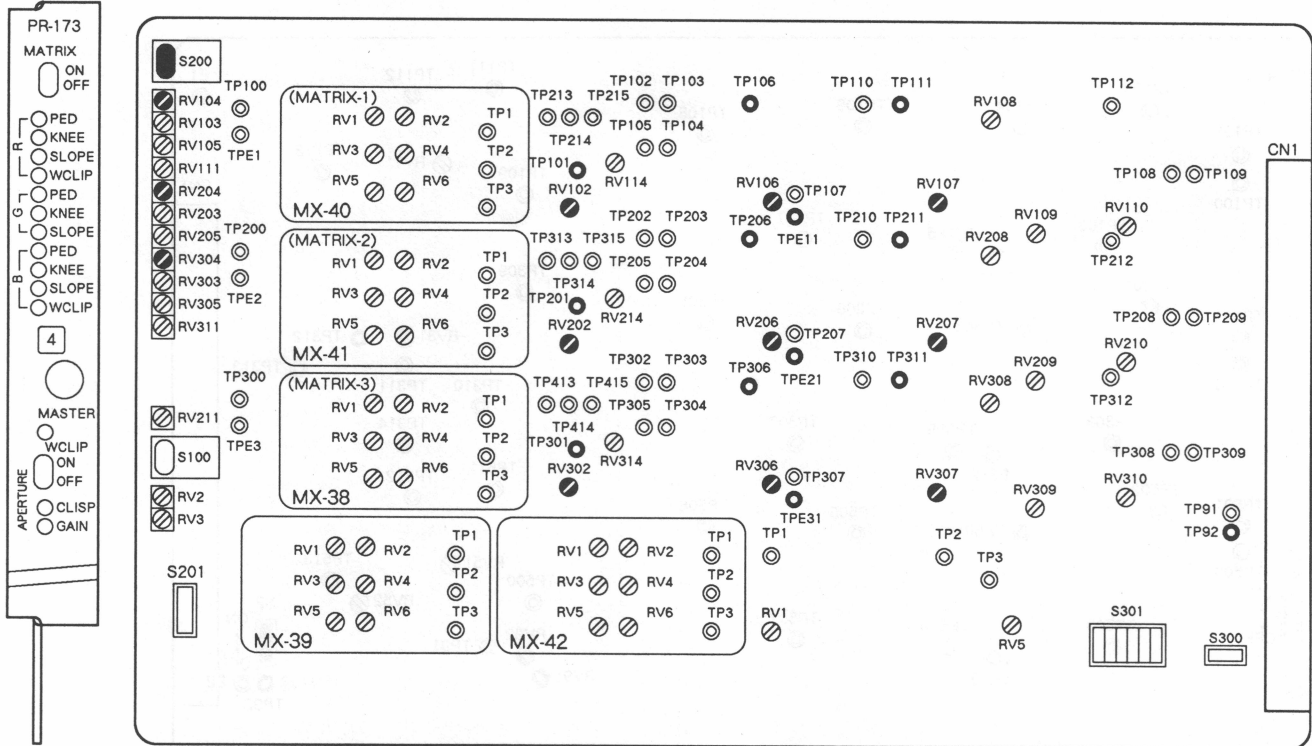 PR-173
MATRIX
ON
OFF
R
PED
KNEE
SLOPE
WCLIP
G
PED
KNEE
SLOPE
B
PED
KNEE
SLOPE
WCLIP
4
MASTER
WCLIP
APERTURE
ON
OFF
CLISP
GAIN
S200
RV104
RV103
RV105
RV111
RV204
RV203
RV205
RV304
RV303
RV305
RV311
RV211
S100
RV2
RV3
S201
TP100
TPE1
TP200
TPE2
TP300
TPE3
(MATRIX-1)
RV1 RV2 TP1
RV3 RV4 TP2
RV5 RV6 TP3
MX-40
(MATRIX-2)
RV1 RV2 TP1
RV3 RV4 TP2
RV5 RV6 TP3
MX-41
(MATRIX-3)
RV1 RV2 TP1
RV3 RV4 TP2
RV5 RV6 TP3
MX-38
RV1 RV2 TP1
RV3 RV4 TP2
RV5 RV6 TP3
MX-39
RV1 RV2 TP1
RV3 RV4 TP2
RV5 RV6 TP3
MX-42
TP102 TP103 TP106 TP110 TP111 TP112
TP213 TP215 RV108
TP105 TP104
TP214
TP101
RV114
TP108 TP109
RV102 RV106 TP107 RV107
TP202 TP203 TP206 TPE11 TP210 TP211 RV109 RV110
TP313 TP315 RV208
TP205 TP204 TP212
TP314
TP201
RV214
RV202 RV206 TP207 RV207 TP208 TP209
TP302 TP303 TP306 TPE21 TP310 TP311 RV209 RV210
TP413 TP415 RV308
TP305 TP304 TP312
TP414
TP301
RV314
TP308 TP309
RV302 RV306 TP307 RV307 RV309 RV310
TPE31
TP91
TP92
TP1 TP2 TP3
RV1 RV5
S301
S300
CN1